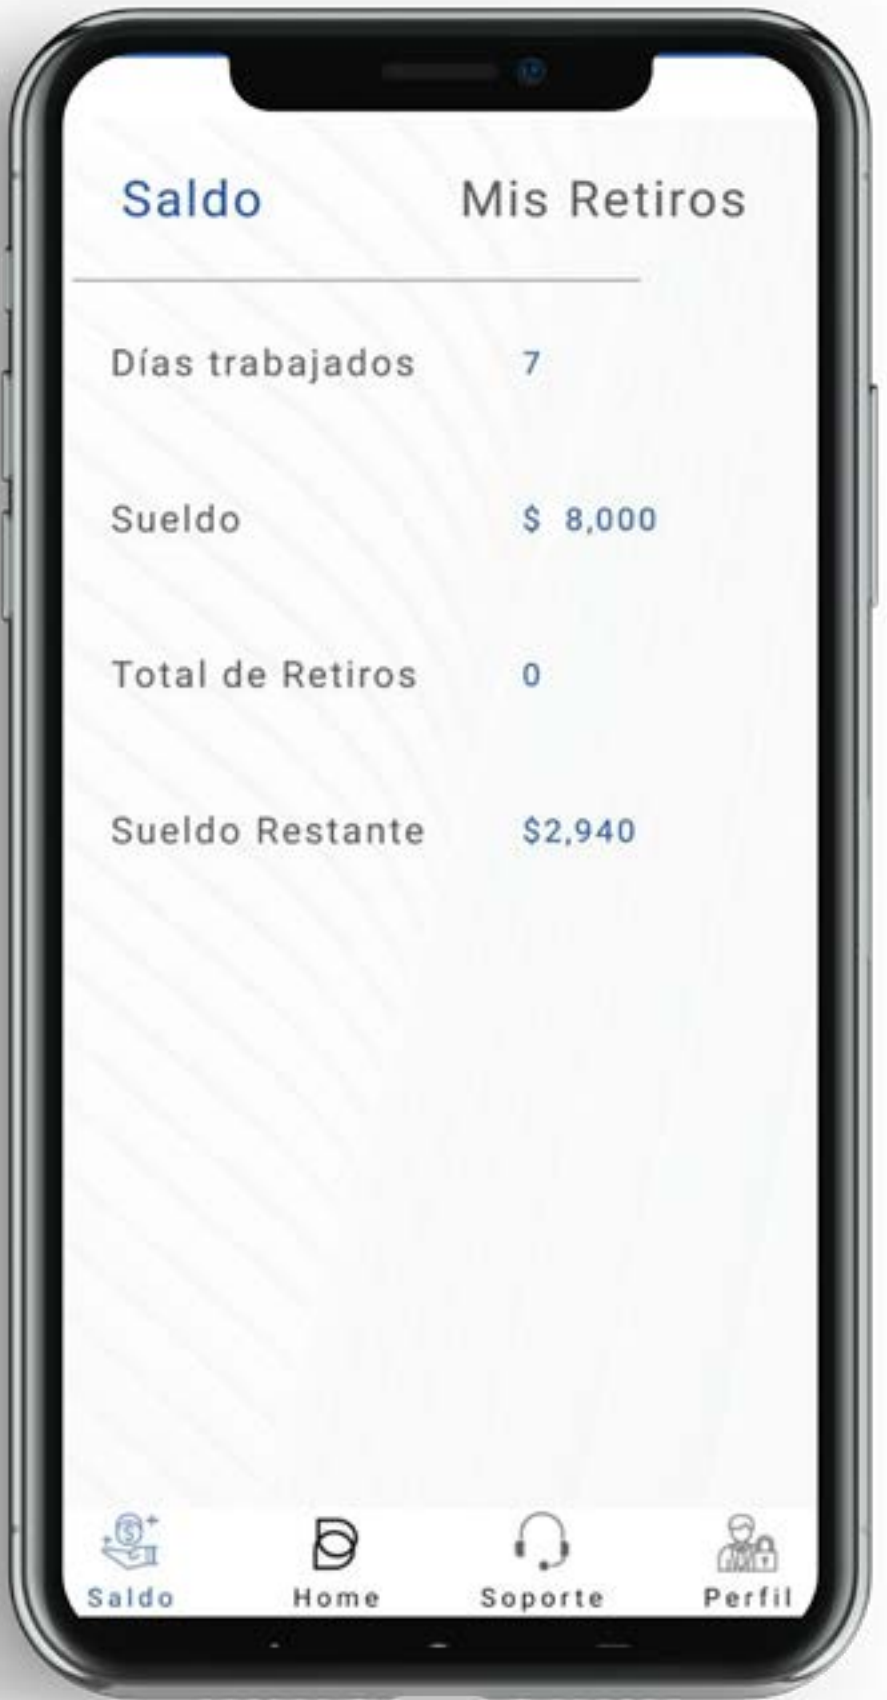 Saldo Mis Retiros
Días trabajados 7
Sueldo $ 8,000
Total de Retiros 0
Sueldo Restante $2,940
Saldo Home Soporte Perfil